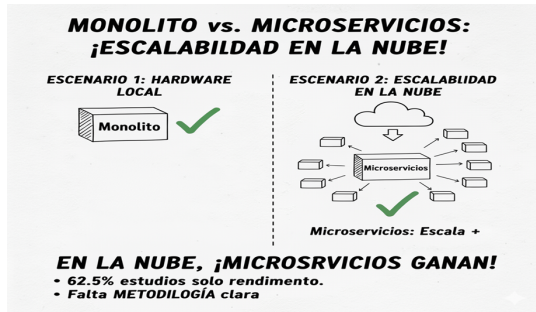 MONOLITO vs. MICROSERVICIOS:
¡ESCALABILDAD EN LA NUBE!
ESCENARIO 1: HARDWARE
LOCAL
Monolito
ESCENARIO 2: ESCALABLIDAD
EN LA NUBE
Microservicios
Microservicios: Escala +
EN LA NUBE, ¡MICROSRVICIOS GANAN!
• 62.5% estudios solo rendimento.
• Falta METODILOGÍA clara